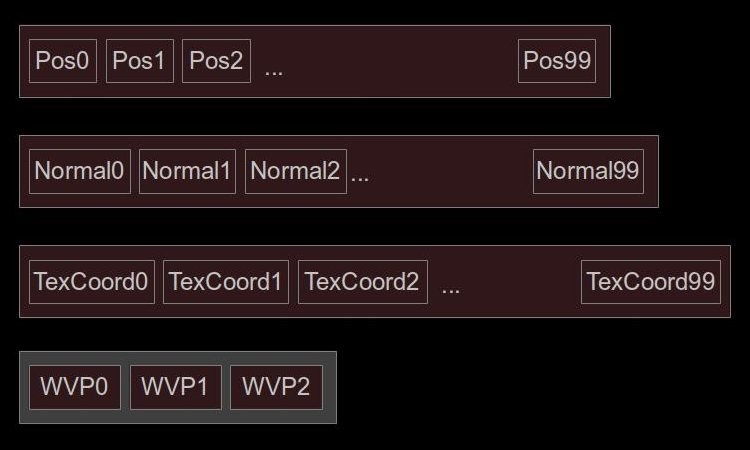 Pos0 Pos1 Pos2 ... Pos99
Normal0 Normal1 Normal2 ... Normal99
TexCoord0 TexCoord1 TexCoord2 ... TexCoord99
WVP0 WVP1 WVP2